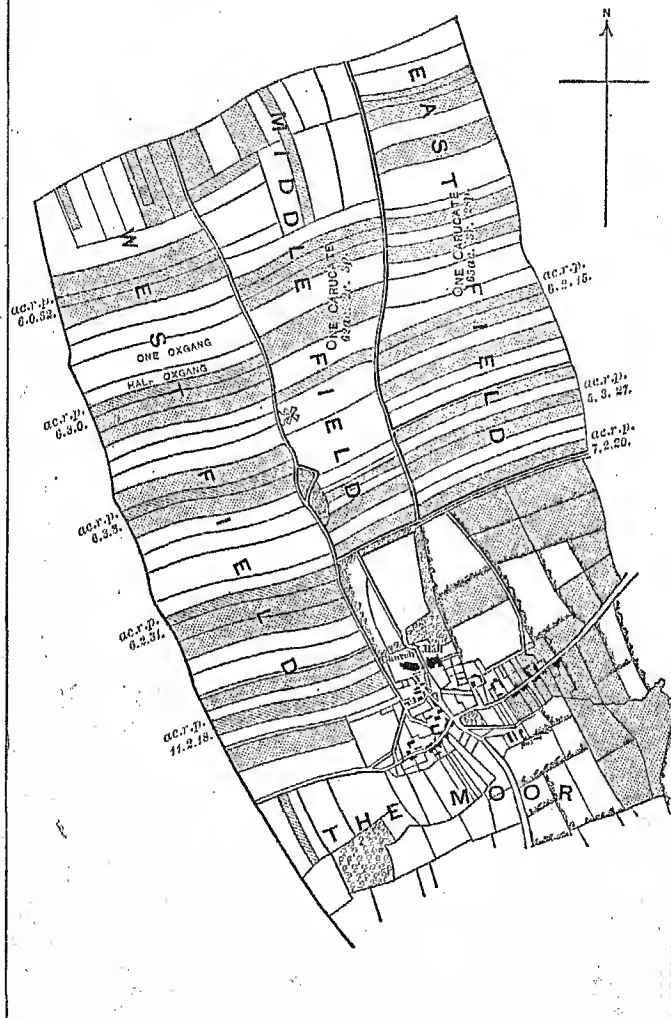 N
EAST FIELD
ONE CARUCATE
MIDDLE FIELD
ONE CARUCATE
WEST FIELD
ONE OXGANG
HALF OXGANG
ac.r.p.
6.2.15.
ac.r.p.
5.3.27.
ac.r.p.
7.2.20.
ac.r.p.
6.0.32.
ac.r.p.
6.3.0.
ac.r.p.
6.3.3.
ac.r.p.
6.2.31.
ac.r.p.
11.2.18.
Church
Hall
THE MOOR